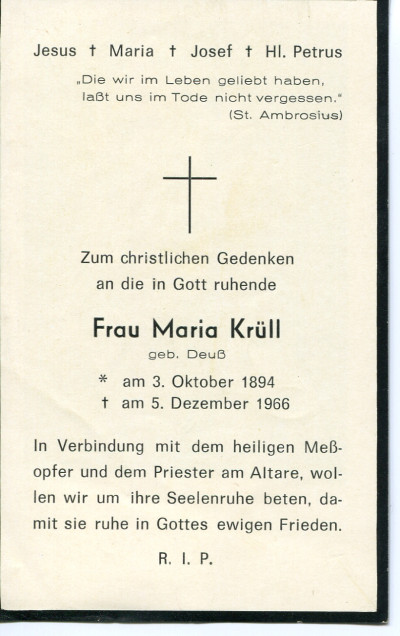 Jesus † Maria † Josef † Hl. Petrus
„Die wir im Leben geliebt haben,
laßt uns im Tode nicht vergessen."
(St. Ambrosius)
Zum christlichen Gedenken
an die in Gott ruhende
Frau Maria Krüll
geb. Deuß
* am 3. Oktober 1894
† am 5. Dezember 1966
In Verbindung mit dem heiligen Meß-
opfer und dem Priester am Altare, wol-
len wir um ihre Seelenruhe beten, da-
mit sie ruhe in Gottes ewigen Frieden.
R. I. P.